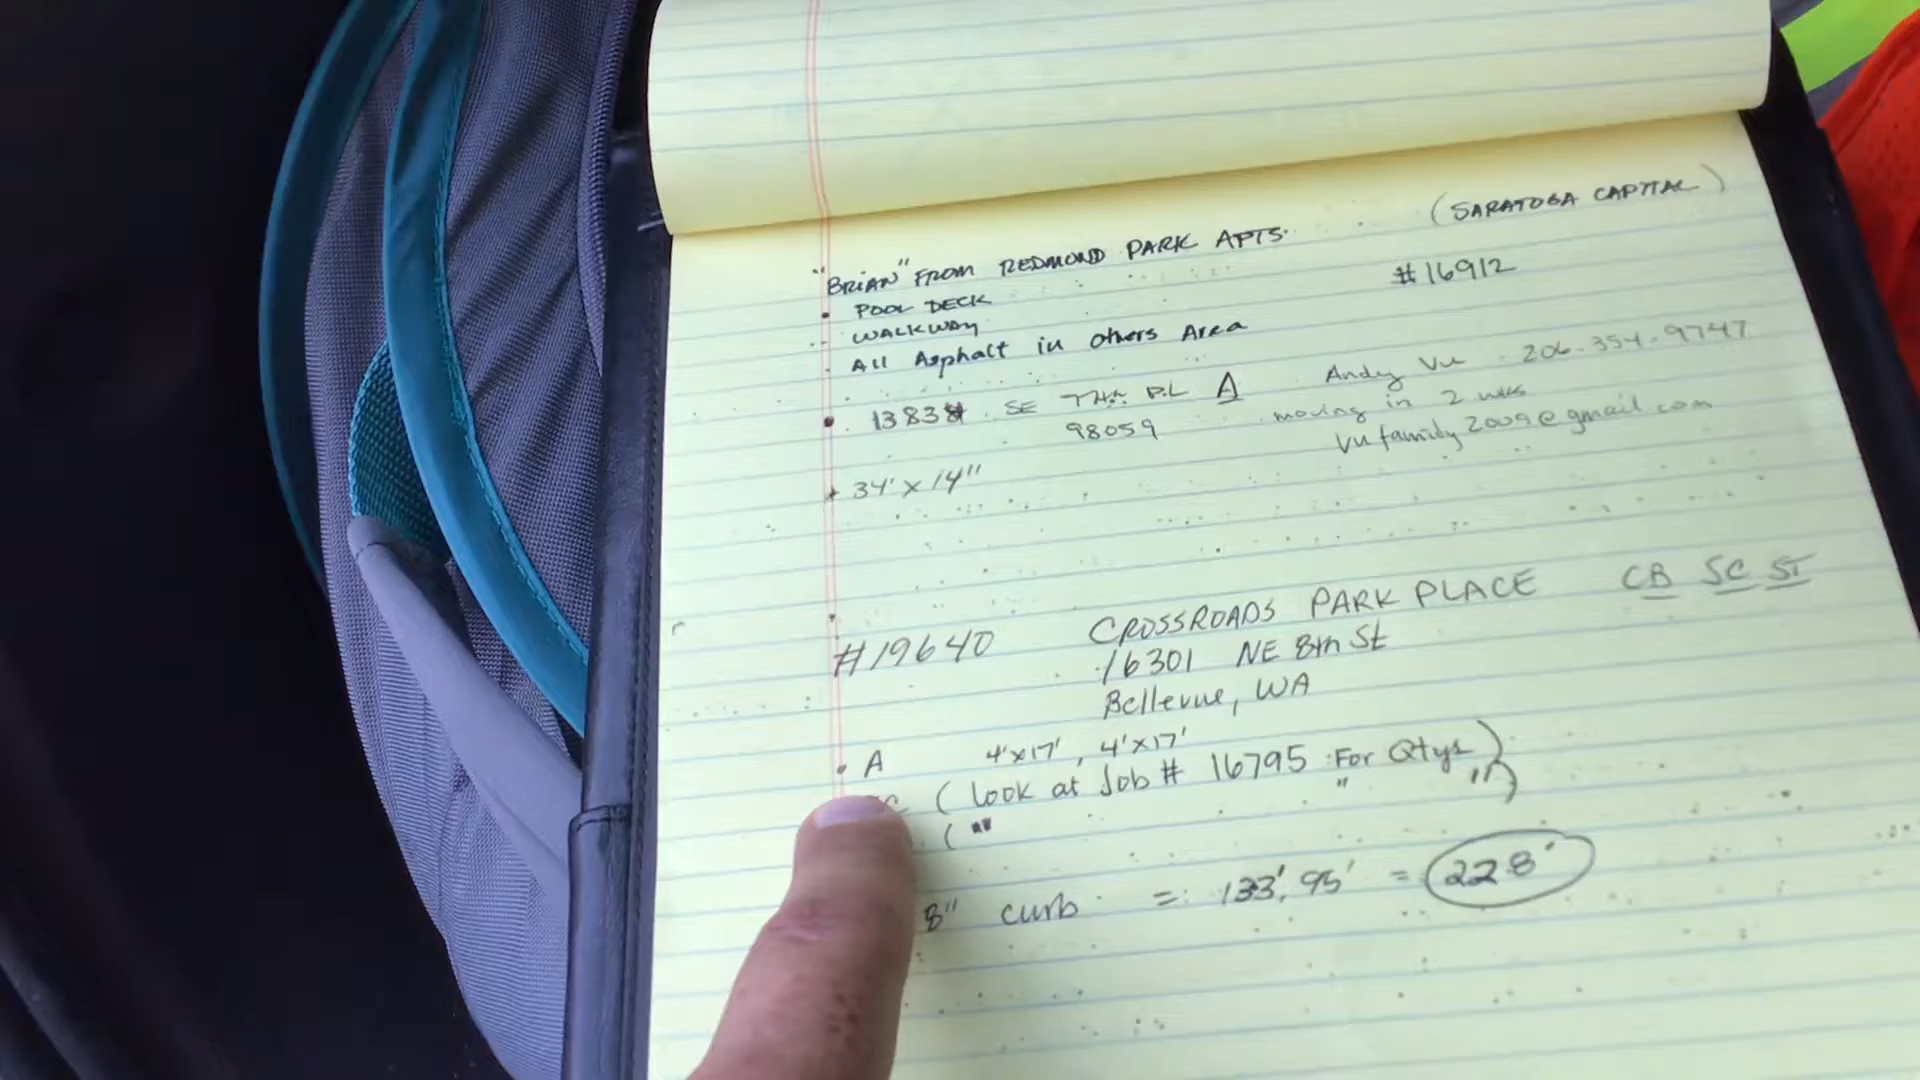 (SARATOGA CAPITAL)
"BRIAN" FROM REDMOND PARK APTS.
#16912
• POOL DECK
WALKWAY
All Asphalt in others Area
• 13834 SE 7th PL A
98059
Andy Vu 206-354-9747
moving in 2 wks
vufamily2009@gmail.com
34' x 14"
#19640 CROSSROADS PARK PLACE CB SC ST
16301 NE 8th St
Bellevue, WA
• A 4'x17', 4'x17'
(Look at Job # 16795 For Qtys)
( " " ")
8" curb = 133', 95' = 228'